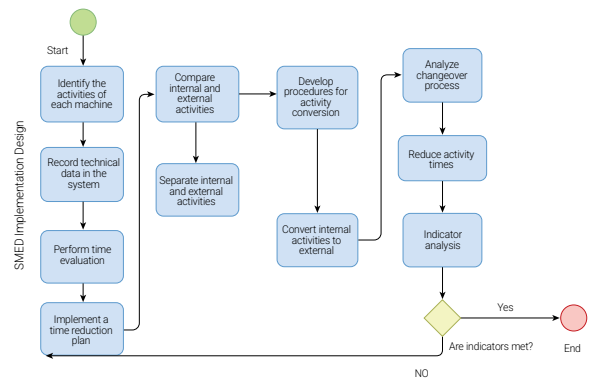 SMED Implementation Design
Start
Identify the
activities of
each machine
Record technical
data in the
system
Perform time
evaluation
Implement a
time reduction
plan
Compare
internal and
external
activities
Separate internal
and external
activities
Develop
procedures for
activity
conversion
Convert internal
activities to
external
Analyze
changeover
process
Reduce activity
times
Indicator
analysis
Are indicators met?
Yes
End
NO